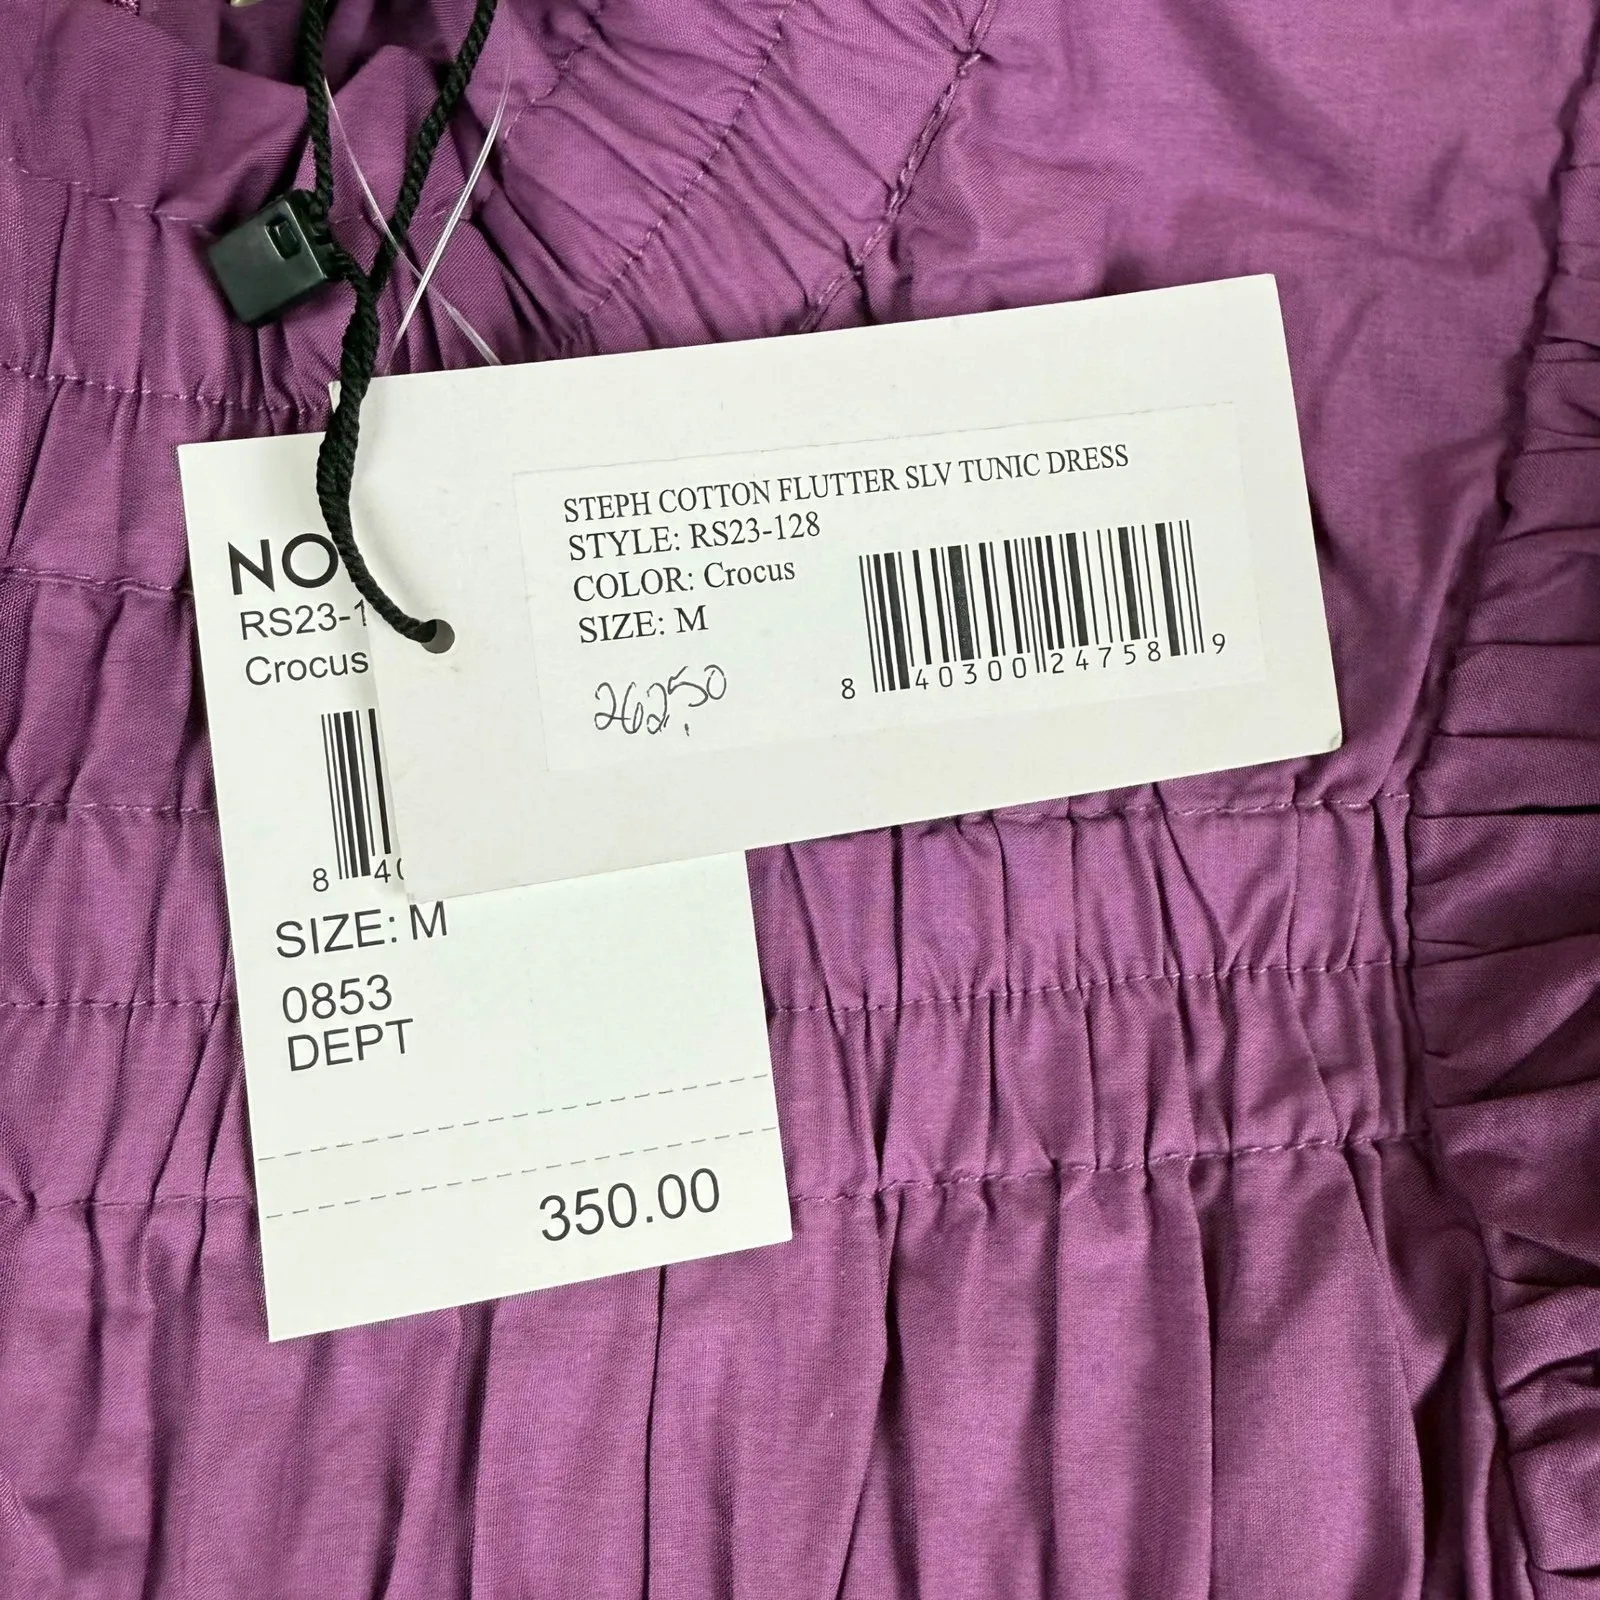 STEPH COTTON FLUTTER SLV TUNIC DRESS
STYLE: RS23-128
COLOR: Crocus
SIZE: M
262.50
8 40300 24758 9
NO
RS23-1
Crocus
8 40
SIZE: M
0853
DEPT
350.00